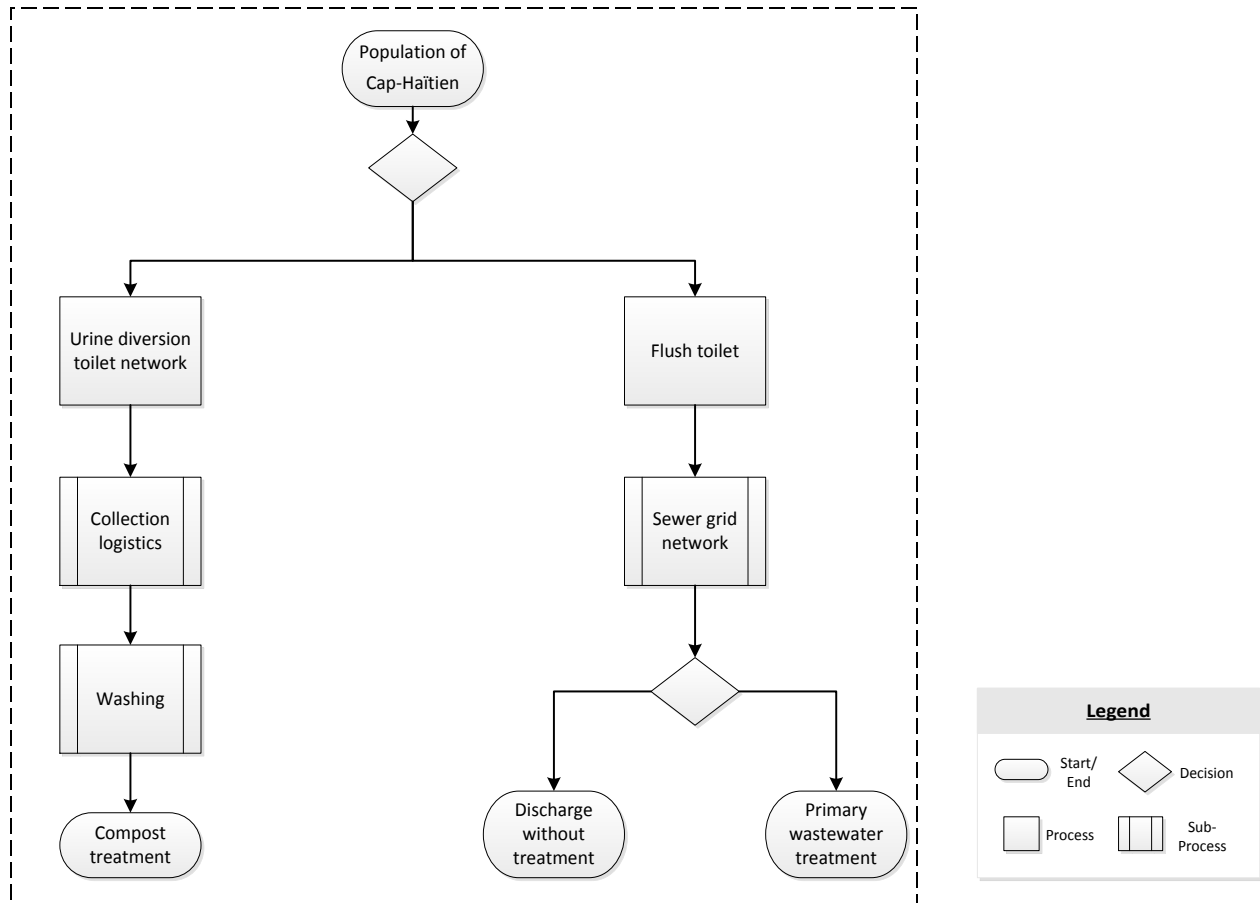 Population of
Cap-Haïtien
Urine diversion
toilet network
Flush toilet
Collection
logistics
Sewer grid
network
Washing
Compost
treatment
Discharge
without
treatment
Primary
wastewater
treatment
Legend
Start/
End
Decision
Process
Sub-
Process